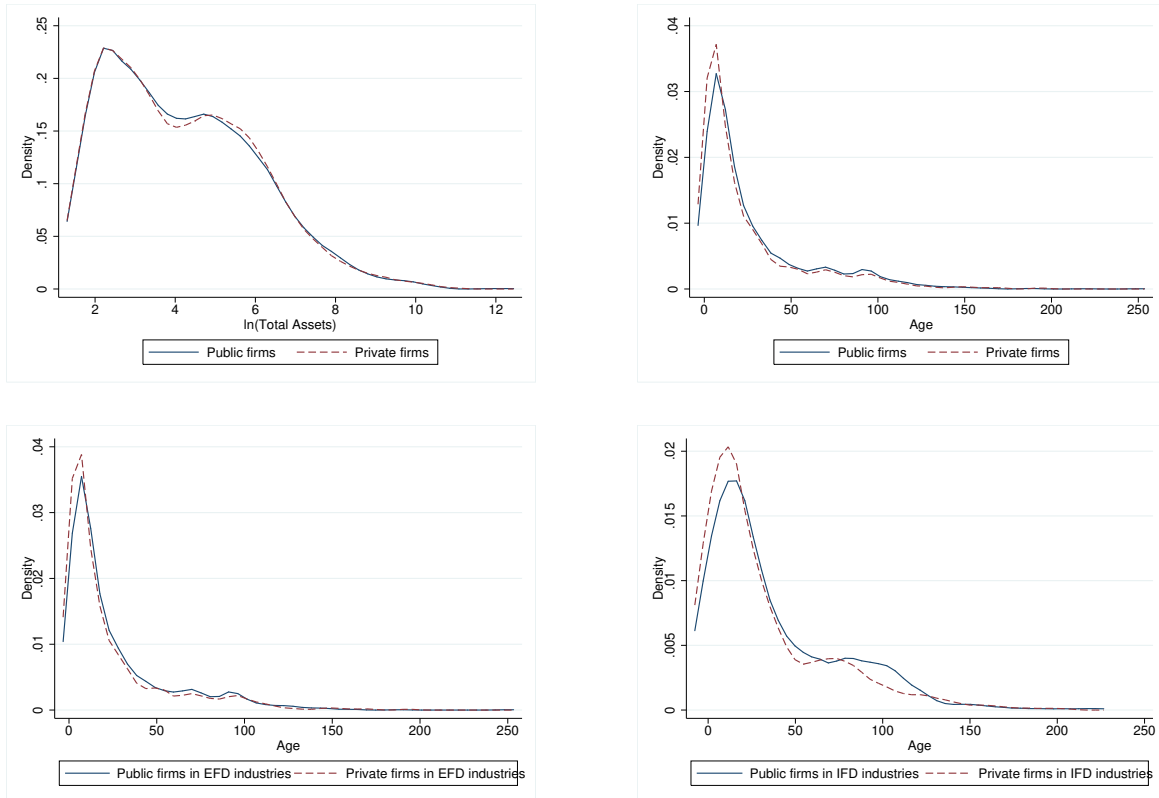 .25
.2
.15
.1
.05
0
Density
2 4 6 8 10 12
ln(Total Assets)
Public firms Private firms
.04
.03
.02
.01
0
Density
0 50 100 150 200 250
Age
Public firms Private firms
.04
.03
.02
.01
0
Density
0 50 100 150 200 250
Age
Public firms in EFD industries Private firms in EFD industries
.02
.015
.01
.005
0
Density
0 50 100 150 200 250
Age
Public firms in IFD industries Private firms in IFD industries